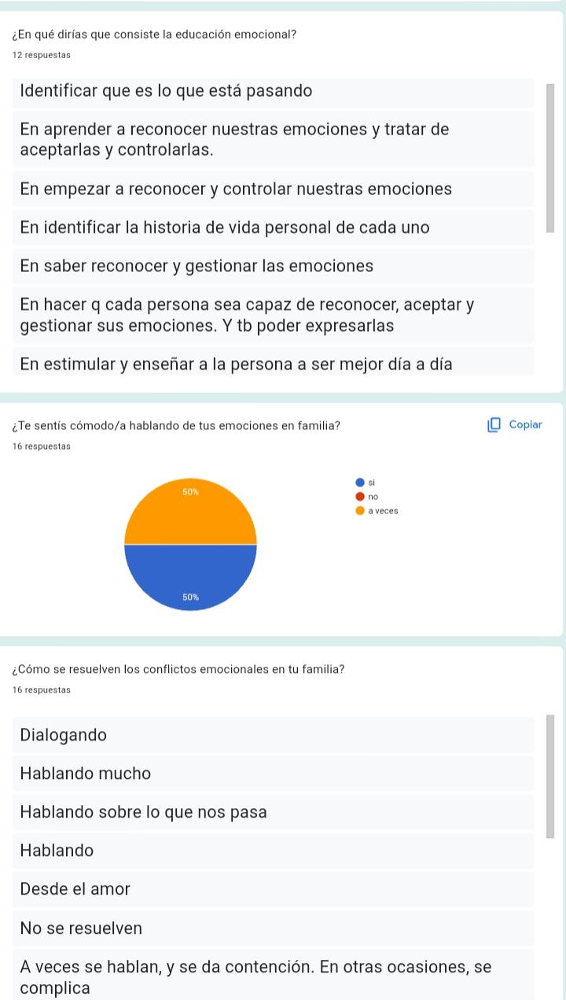 ¿En qué dirías que consiste la educación emocional?
12 respuestas
Identificar que es lo que está pasando
En aprender a reconocer nuestras emociones y tratar de
aceptarlas y controlarlas.
En empezar a reconocer y controlar nuestras emociones
En identificar la historia de vida personal de cada uno
En saber reconocer y gestionar las emociones
En hacer q cada persona sea capaz de reconocer, aceptar y
gestionar sus emociones. Y tb poder expresarlas
En estimular y enseñar a la persona a ser mejor día a día
¿Te sentís cómodo/a hablando de tus emociones en familia?
Copiar
16 respuestas
50%
50%
si
no
a veces
¿Cómo se resuelven los conflictos emocionales en tu familia?
16 respuestas
Dialogando
Hablando mucho
Hablando sobre lo que nos pasa
Hablando
Desde el amor
No se resuelven
A veces se hablan, y se da contención. En otras ocasiones, se
complica